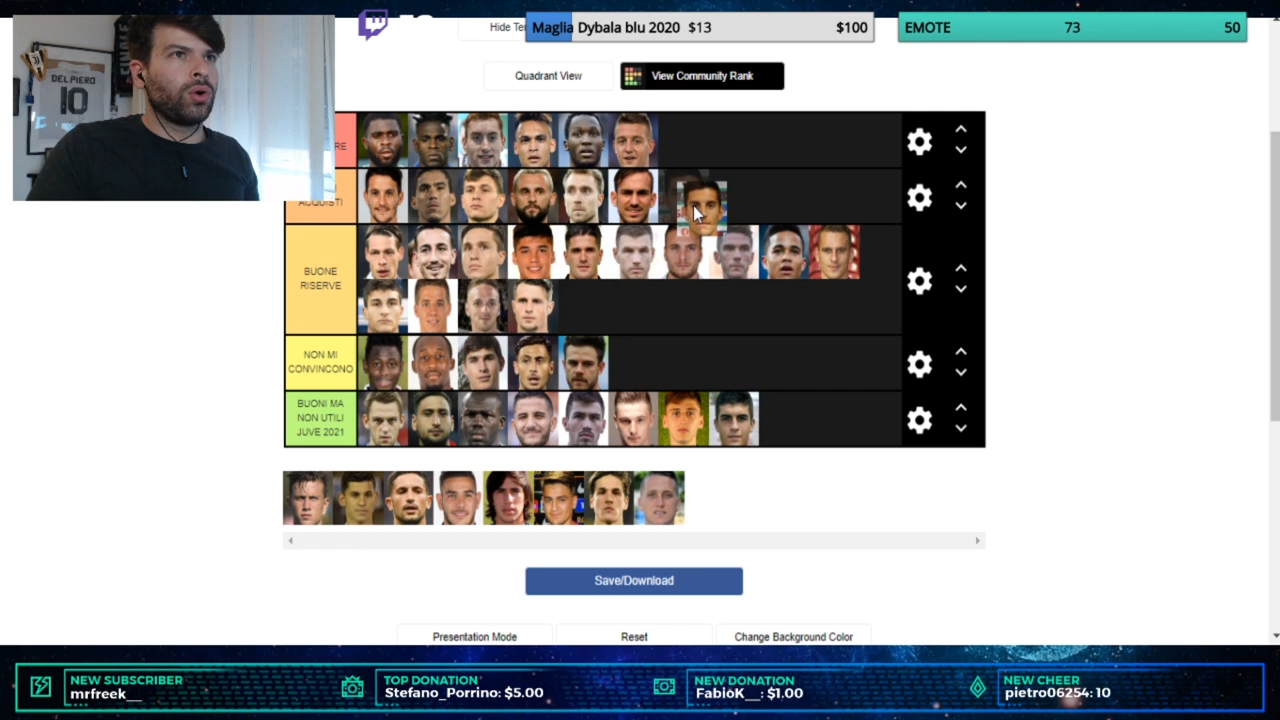 Hide Te
Maglia Dybala blu 2020 $13 $100
EMOTE 73 50
DEL PIERO
10
Quadrant View
View Community Rank
RE
ACQUISTI
BUONE
RISERVE
NON MI
CONVINCONO
BUONI MA
NON UTILI
JUVE 2021
Save/Download
Presentation Mode
Reset
Change Background Color
NEW SUBSCRIBER
mrfreek__
TOP DONATION
Stefano_Porrino: $5.00
NEW DONATION
FabioK__: $1.00
NEW CHEER
pietro06254: 10